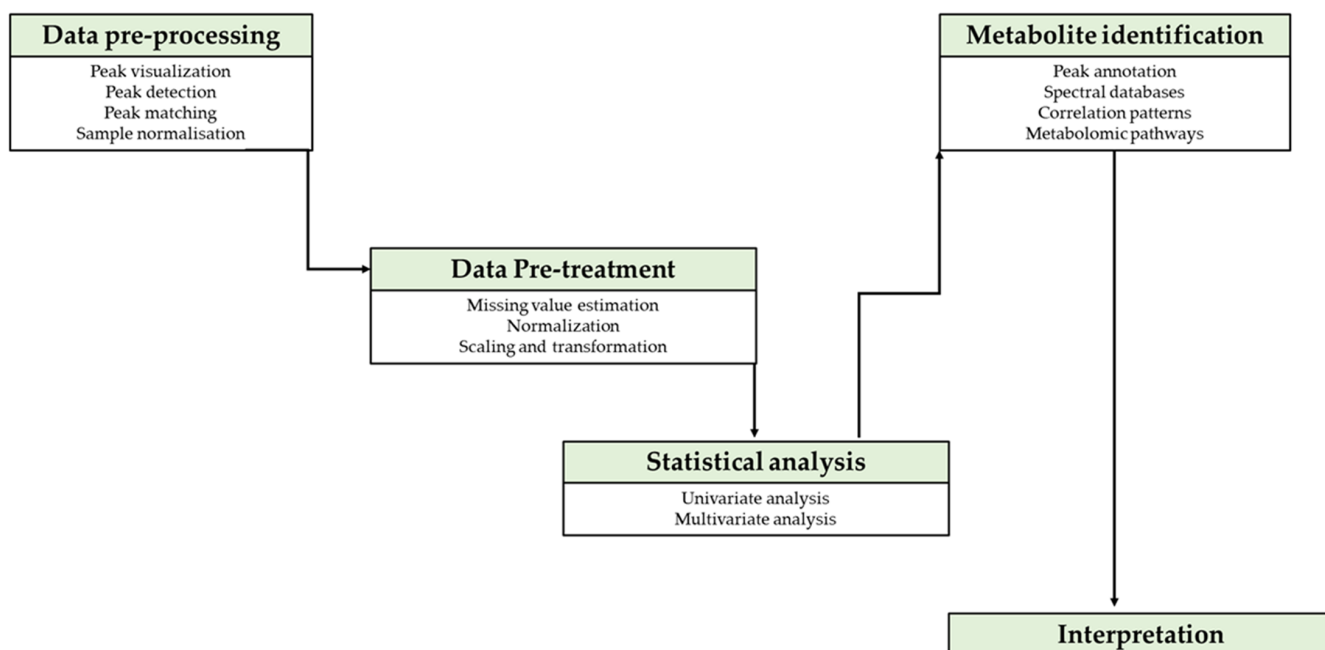 Data pre-processing
Peak visualization
Peak detection
Peak matching
Sample normalisation
Data Pre-treatment
Missing value estimation
Normalization
Scaling and transformation
Statistical analysis
Univariate analysis
Multivariate analysis
Metabolite identification
Peak annotation
Spectral databases
Correlation patterns
Metabolomic pathways
Interpretation